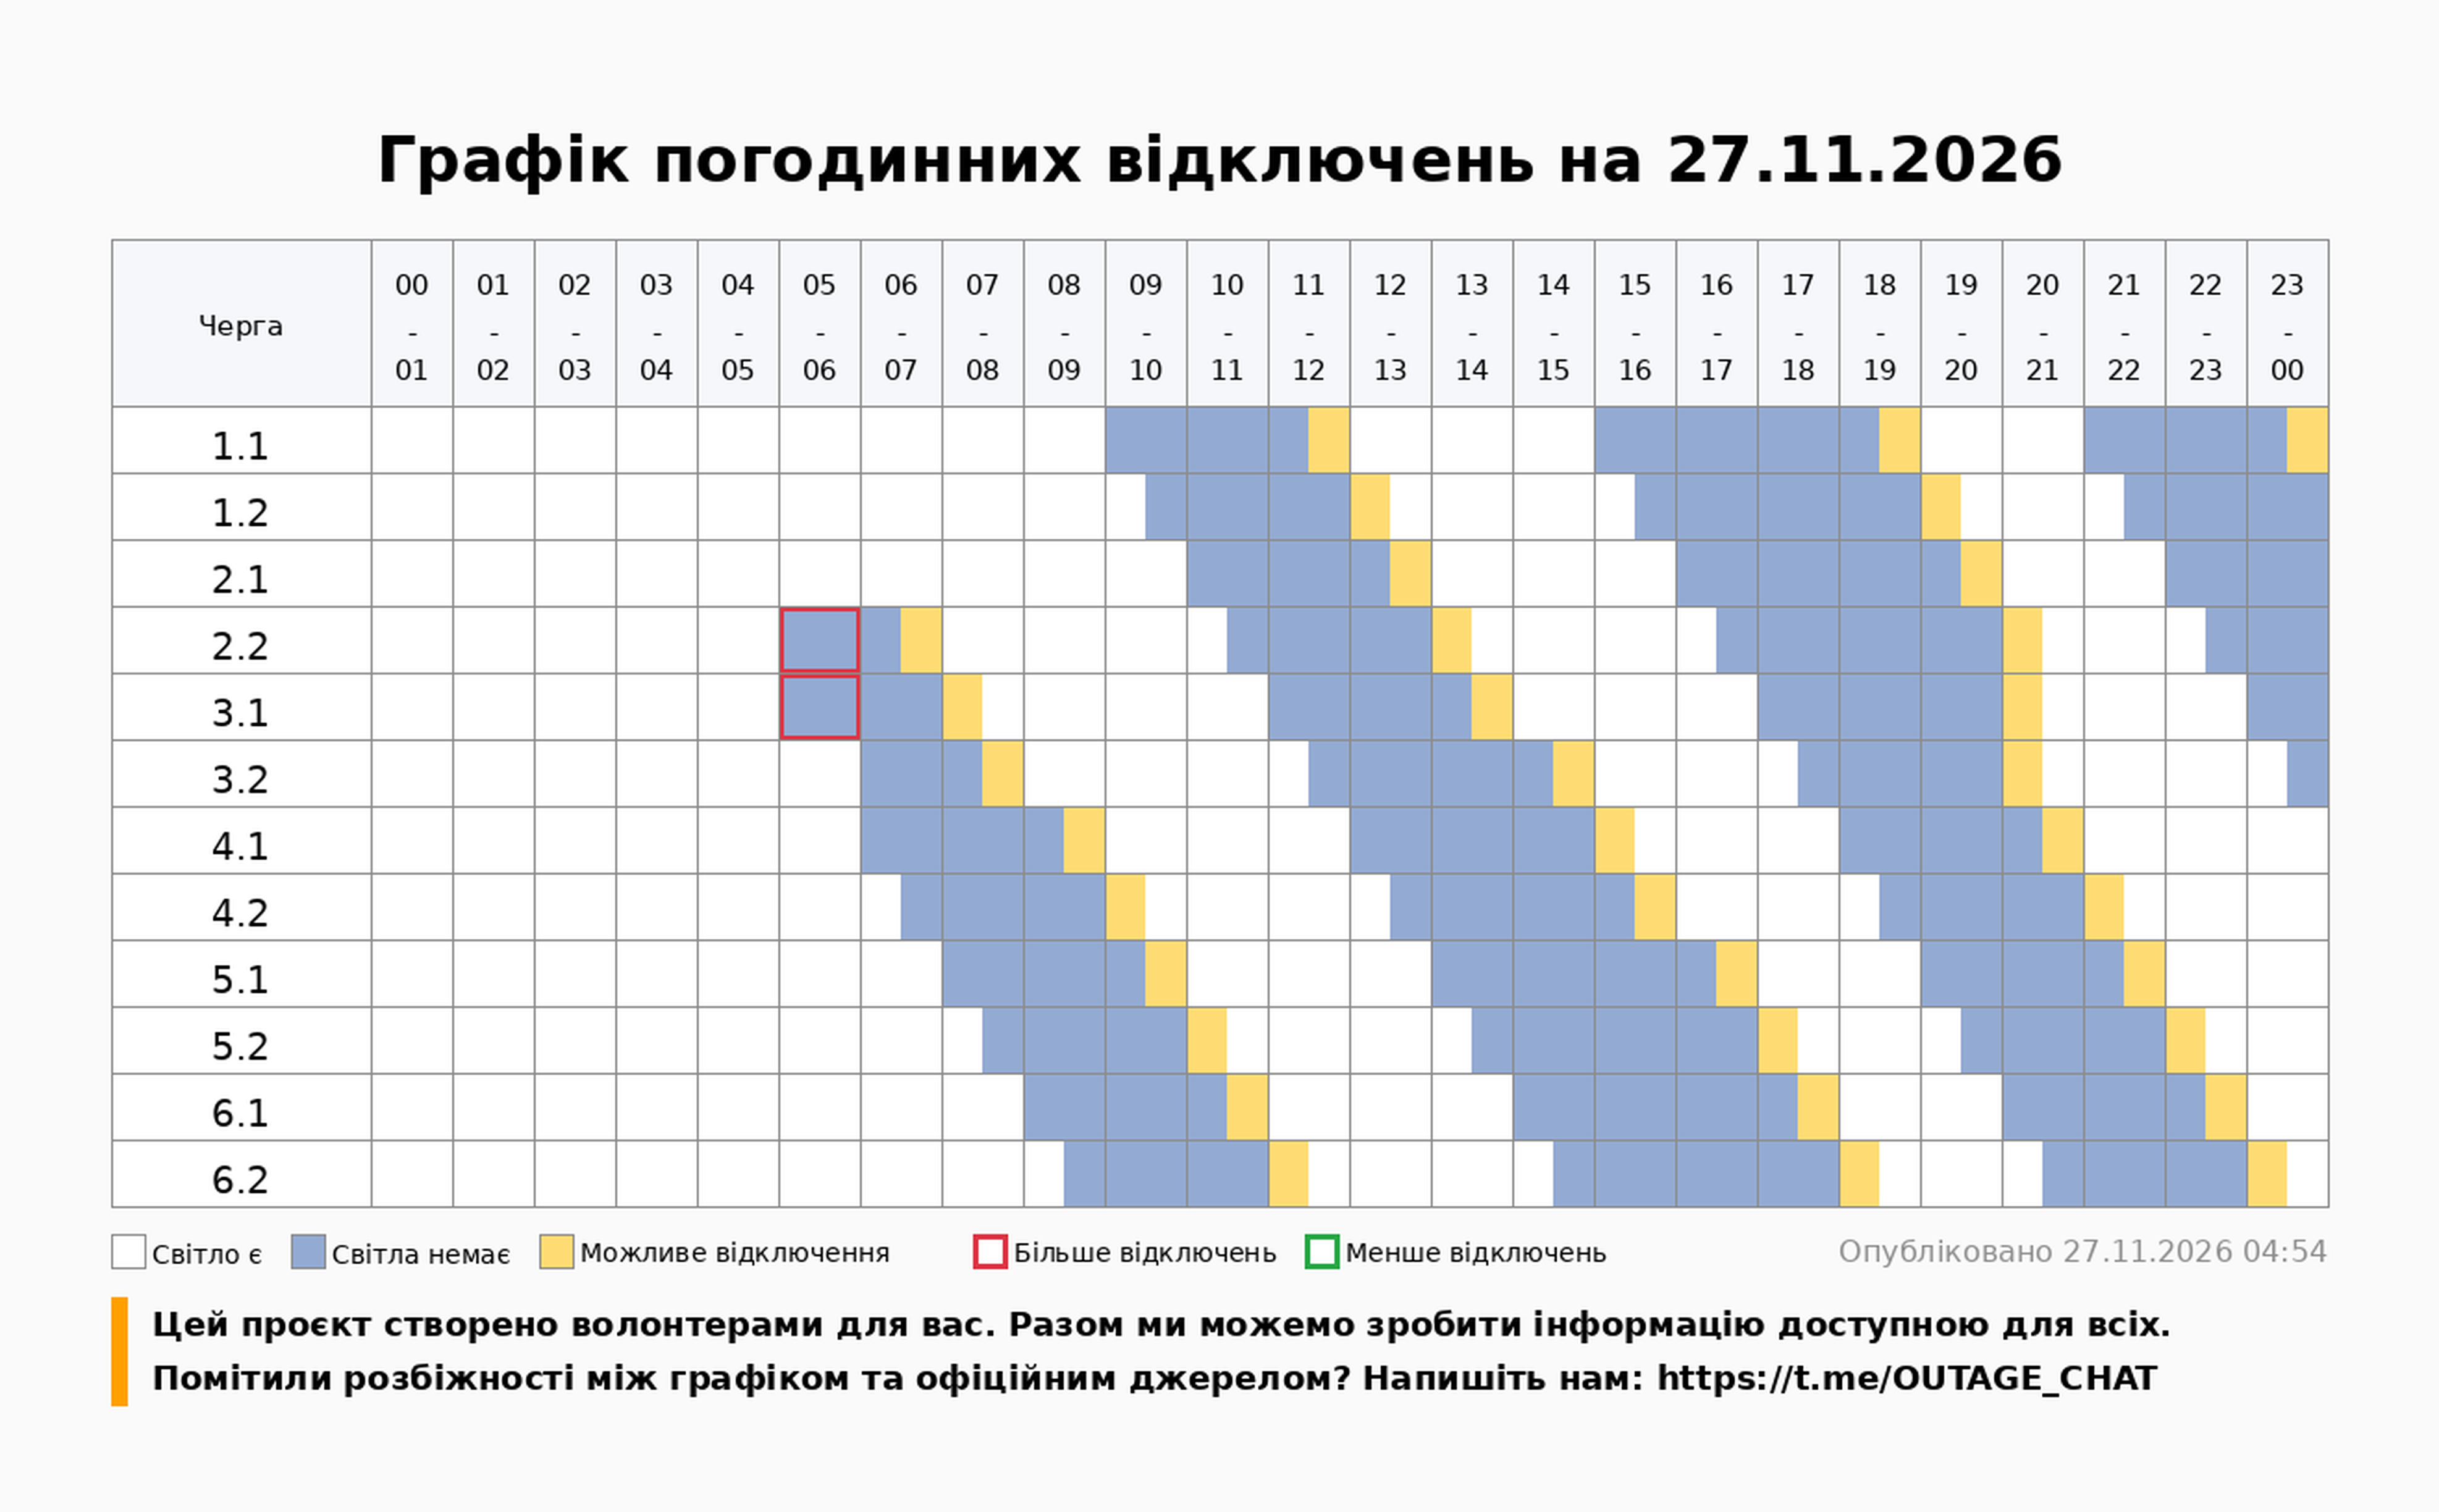 Графік погодинних відключень на 27.11.2026
Черга
00 - 01
01 - 02
02 - 03
03 - 04
04 - 05
05 - 06
06 - 07
07 - 08
08 - 09
09 - 10
10 - 11
11 - 12
12 - 13
13 - 14
14 - 15
15 - 16
16 - 17
17 - 18
18 - 19
19 - 20
20 - 21
21 - 22
22 - 23
23 - 00
1.1
1.2
2.1
2.2
3.1
3.2
4.1
4.2
5.1
5.2
6.1
6.2
Світло є Світла немає Можливе відключення Більше відключень Менше відключень Опубліковано 27.11.2026 04:54
Цей проєкт створено волонтерами для вас. Разом ми можемо зробити інформацію доступною для всіх.
Помітили розбіжності між графіком та офіційним джерелом? Напишіть нам: https://t.me/OUTAGE_CHAT